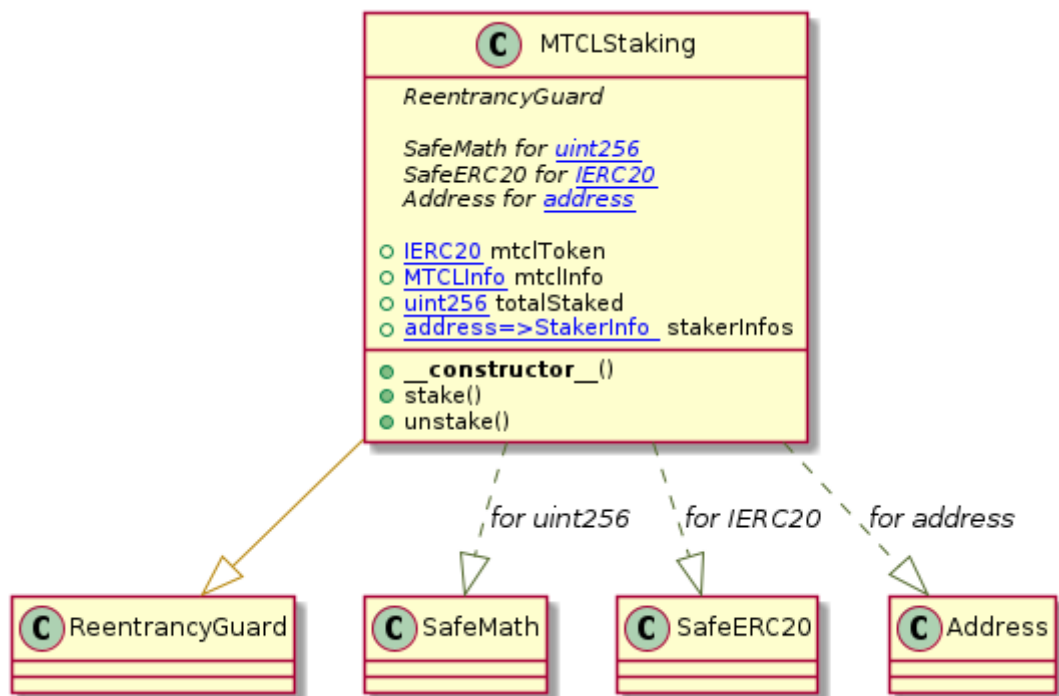 C MTCLStaking
ReentrancyGuard
SafeMath for uint256
SafeERC20 for IERC20
Address for address
IERC20 mtclToken
MTCLInfo mtclInfo
uint256 totalStaked
address=>StakerInfo stakerInfos
__constructor__()
stake()
unstake()
for uint256
for IERC20
for address
C ReentrancyGuard
C SafeMath
C SafeERC20
C Address